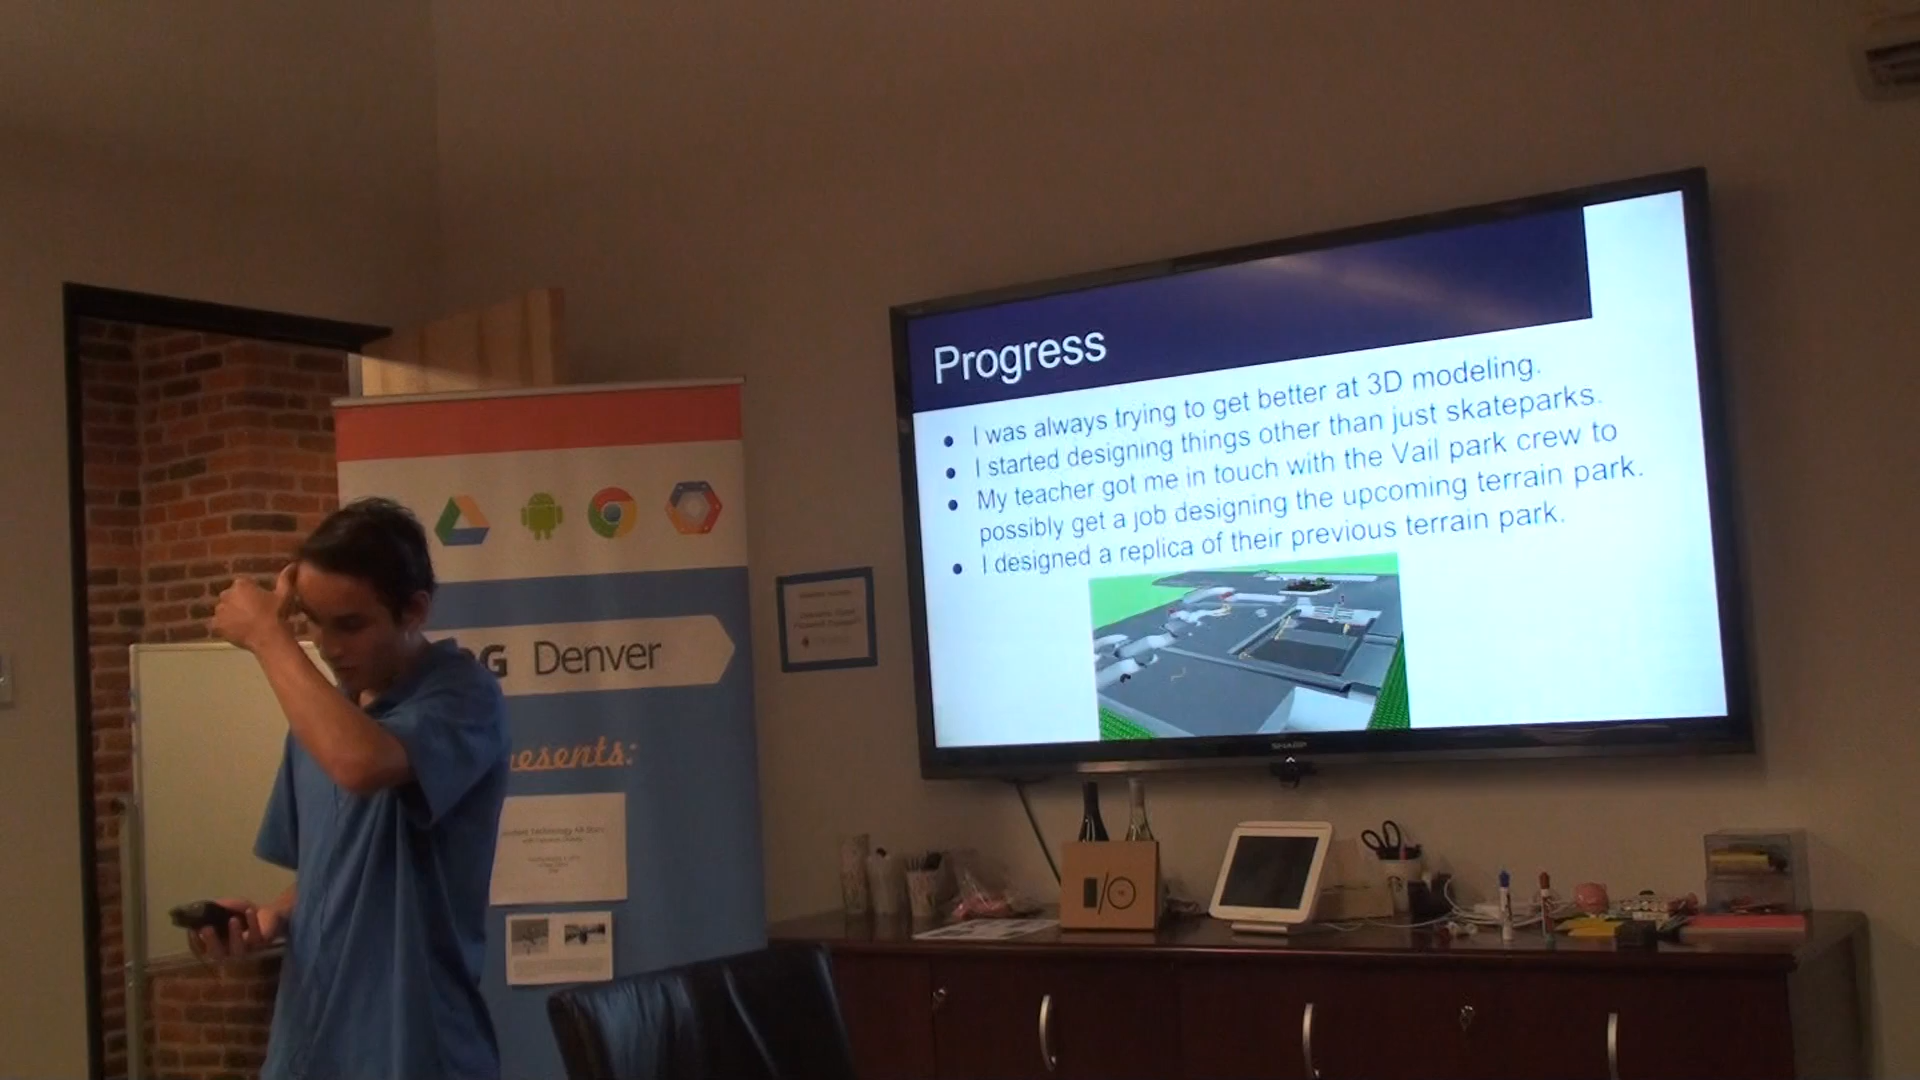 Progress
I was always trying to get better at 3D modeling.
I started designing things other than just skateparks.
My teacher got me in touch with the Vail park crew to
possibly get a job designing the upcoming terrain park.
I designed a replica of their previous terrain park.
SHARP
G Denver
esents:
I/O